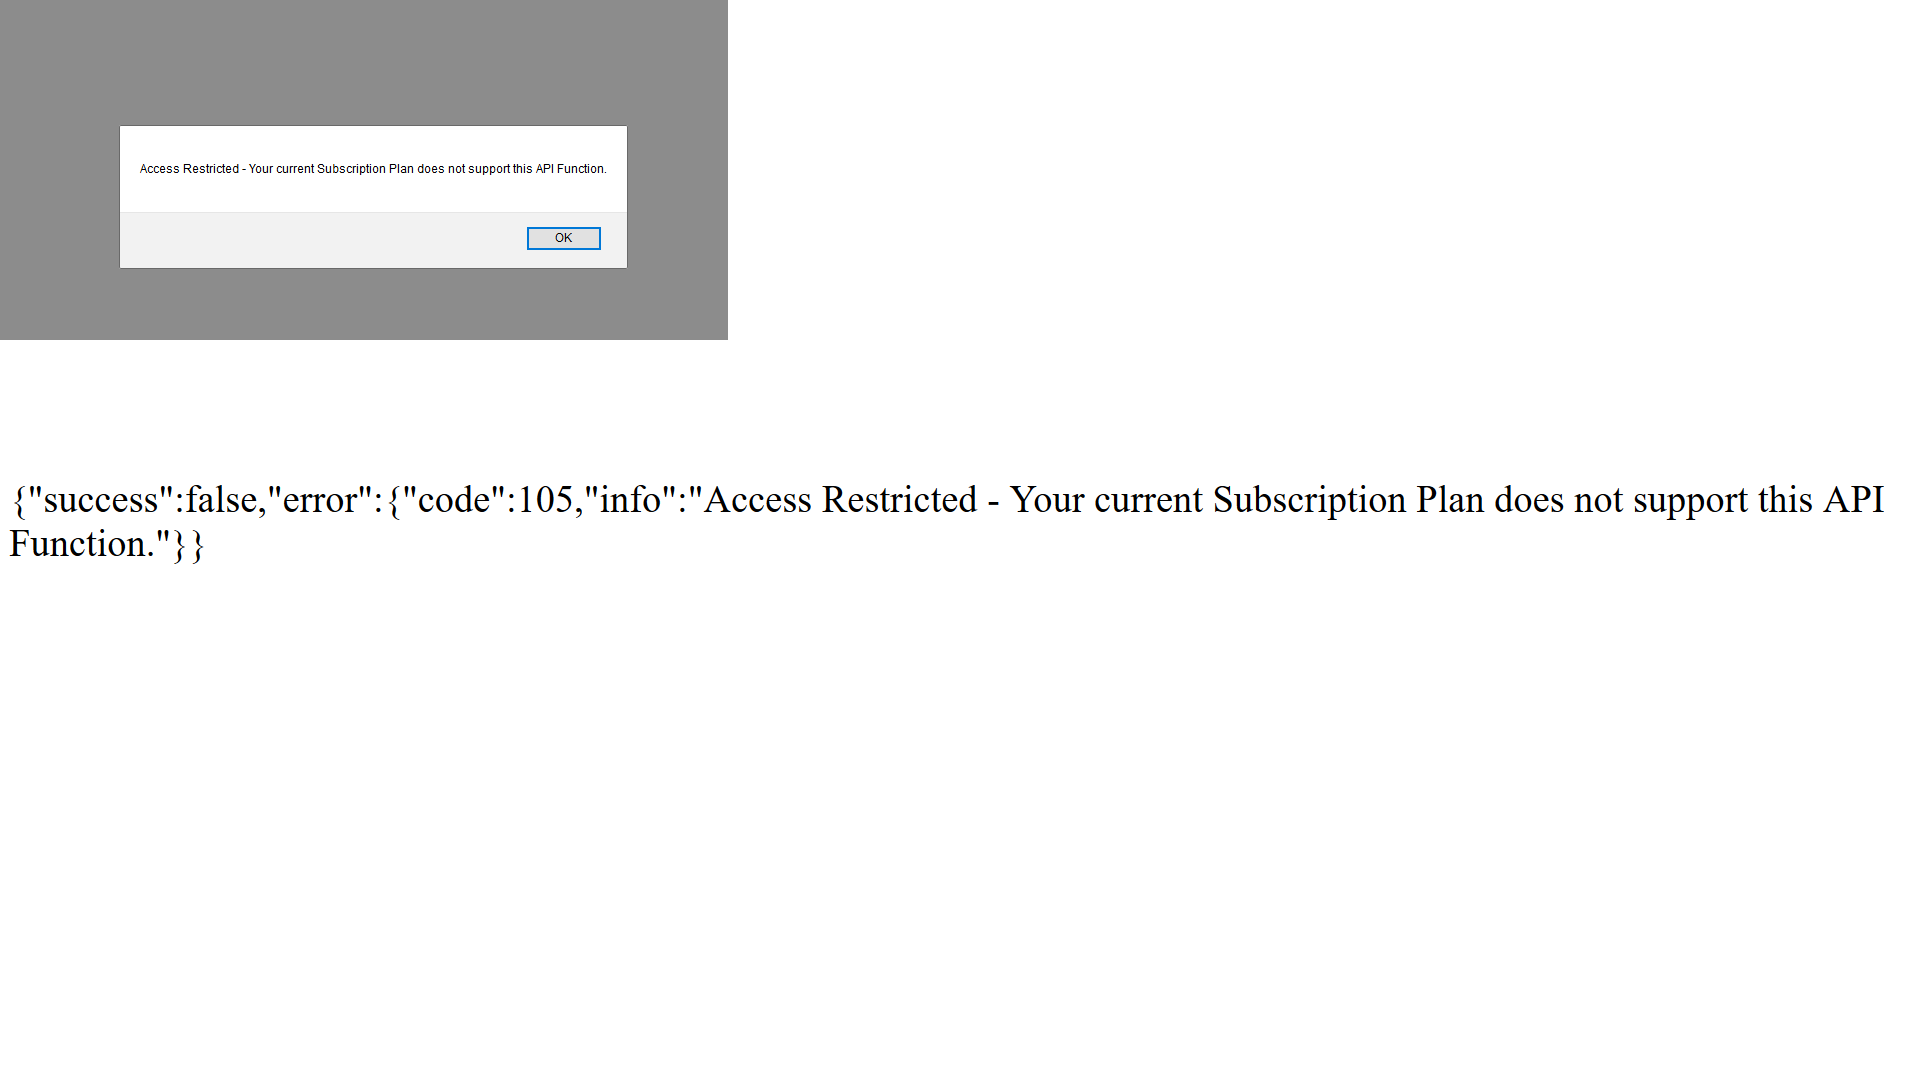 Access Restricted - Your current Subscription Plan does not support this API Function.
OK
{"success":false,"error":{"code":105,"info":"Access Restricted - Your current Subscription Plan does not support this API
Function."}}